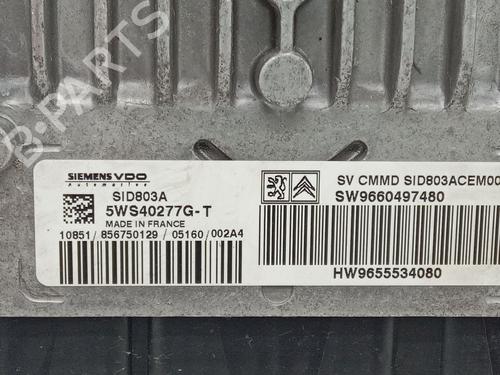 B-PARTS
SIEMENS VDO
Automotive
SID803A
5WS40277G-T
MADE IN FRANCE
10851/ 856750129 /05160/ 002A4
SV CMMD SID803ACEM00
SW9660497480
HW9655534080